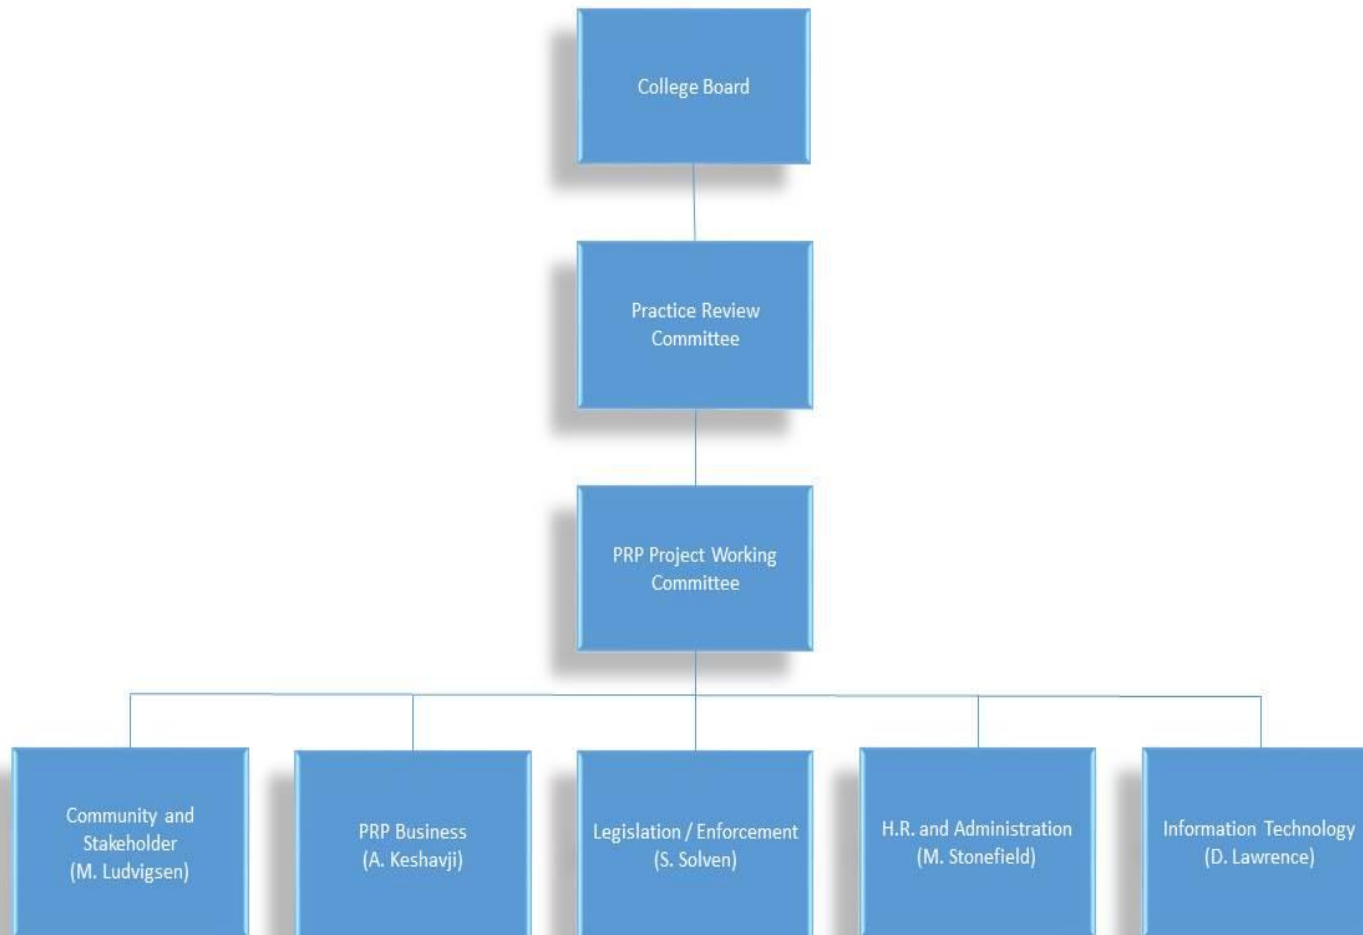 College Board
Practice Review
Committee
PRP Project Working
Committee
Community and
Stakeholder
(M. Ludvigsen)
PRP Business
(A. Keshavji)
Legislation / Enforcement
(S. Solven)
H.R. and Administration
(M. Stonefield)
Information Technology
(D. Lawrence)